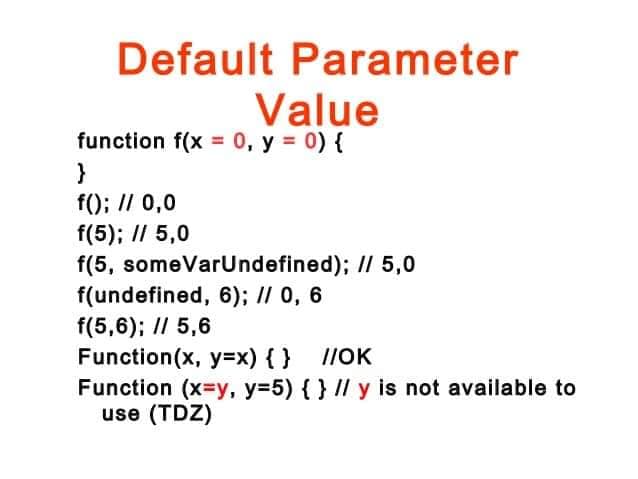 Default Parameter
Value
function f(x = 0, y = 0) {
}
f(); // 0,0
f(5); // 5,0
f(5, someVarUndefined); // 5,0
f(undefined, 6); // 0, 6
f(5,6); // 5,6
Function(x, y=x) { } //OK
Function (x=y, y=5) { } // y is not available to
use (TDZ)